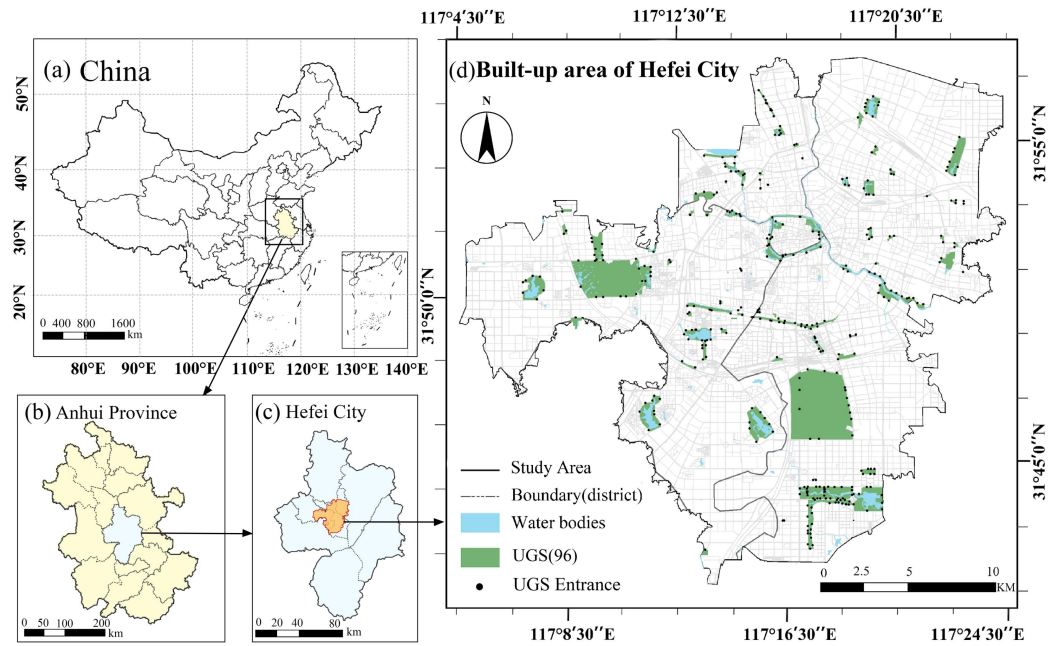 (a) China
50°N
40°N
30°N
20°N
0 400 800 1600
km
80°E 90°E 100°E 110°E 120°E 130°E 140°E
(b) Anhui Province
0 50 100 200
km
(c) Hefei City
0 20 40 80
km
117°4′30″E 117°12′30″E 117°20′30″E
(d) Built-up area of Hefei City
N
31°50′0″N
31°55′0″N
31°45′0″N
Study Area
Boundary(district)
Water bodies
UGS(96)
UGS Entrance
0 2.5 5 10
KM
117°8′30″E 117°16′30″E 117°24′30″E